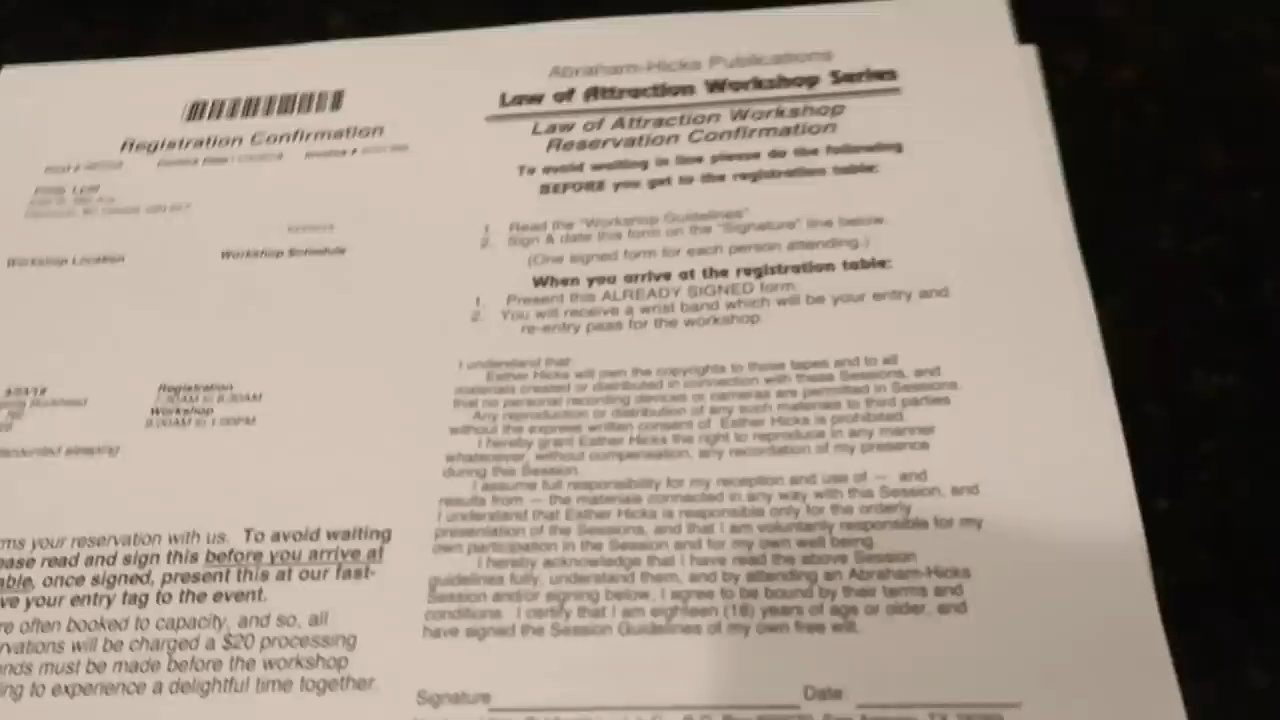 Registration Confirmation
Workshop Location
Workshop Schedule
Registration
7:30AM to 8:30AM
Workshop
9:00AM to 1:00PM
ms your reservation with us. To avoid waiting
ease read and sign this before you arrive at
able, once signed, present this at our fast-
ve your entry tag to the event.
re often booked to capacity, and so, all
rvations will be charged a $20 processing
nds must be made before the workshop
ing to experience a delightful time together.
Abraham-Hicks Publications
Law of Attraction Workshop Series
Law of Attraction Workshop
Reservation Confirmation
To avoid waiting in line please do the following
BEFORE you get to the registration table:
1. Read the "Workshop Guidelines"
2. Sign & date this form on the "Signature" line below.
(One signed form for each person attending.)
When you arrive at the registration table:
1. Present this ALREADY SIGNED form.
2. You will receive a wrist band which will be your entry and
re-entry pass for the workshop.
I understand that:
Esther Hicks will own the copyrights to those tapes and to all
materials created or distributed in connection with these Sessions, and
that no personal recording devices or cameras are permitted in Sessions.
Any reproduction or distribution of any such materials to third parties
without the express written consent of Esther Hicks is prohibited.
I hereby grant Esther Hicks the right to reproduce in any manner
whatsoever, without compensation, any recordation of my presence
during this Session.
I assume full responsibility for my reception and use of — and
results from — the materials connected in any way with this Session, and
I understand that Esther Hicks is responsible only for the orderly
presentation of the Sessions, and that I am voluntarily responsible for my
own participation in the Session and for my own well being.
I hereby acknowledge that I have read the above Session
guidelines fully, understand them, and by attending an Abraham-Hicks
Session and/or signing below, I agree to be bound by their terms and
conditions. I certify that I am eighteen (18) years of age or older, and
have signed the Session Guidelines of my own free will.
Signature Date